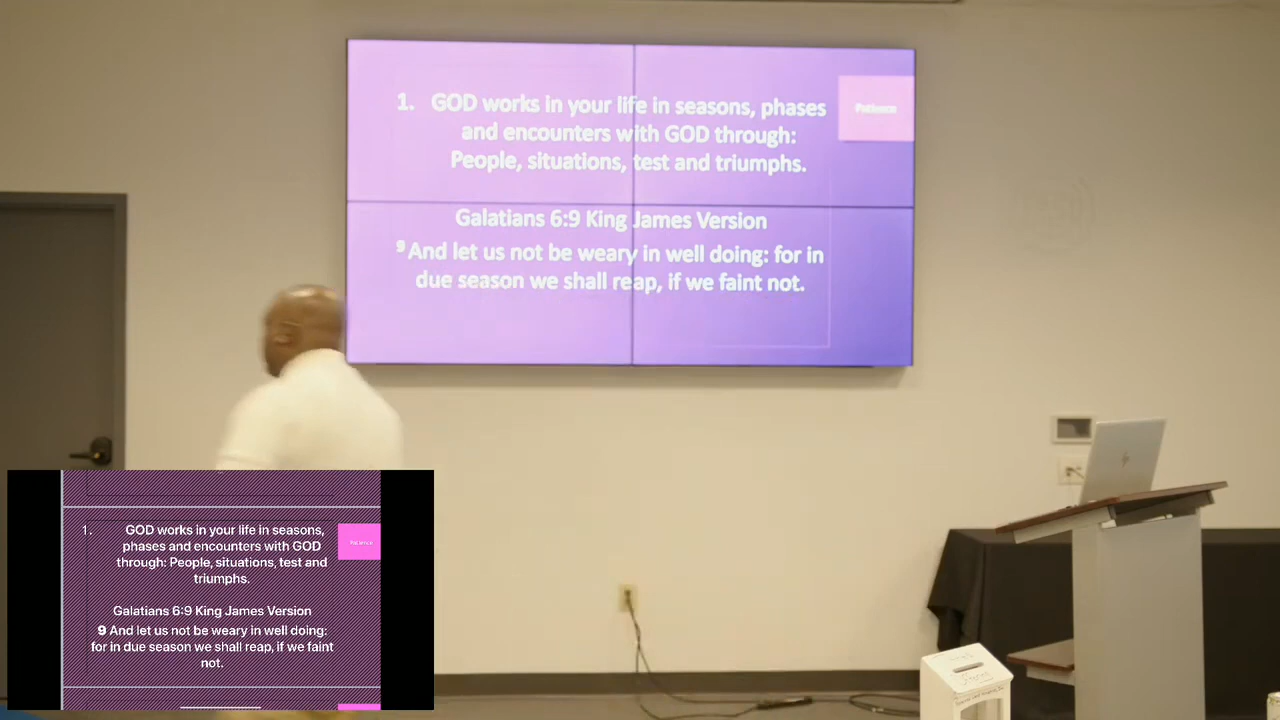 1. GOD works in your life in seasons, phases
and encounters with GOD through:
People, situations, test and triumphs.
Patience
Galatians 6:9 King James Version
9 And let us not be weary in well doing: for in
due season we shall reap, if we faint not.
1. GOD works in your life in seasons,
phases and encounters with GOD
through: People, situations, test and
triumphs.
Patience
Galatians 6:9 King James Version
9 And let us not be weary in well doing:
for in due season we shall reap, if we faint
not.